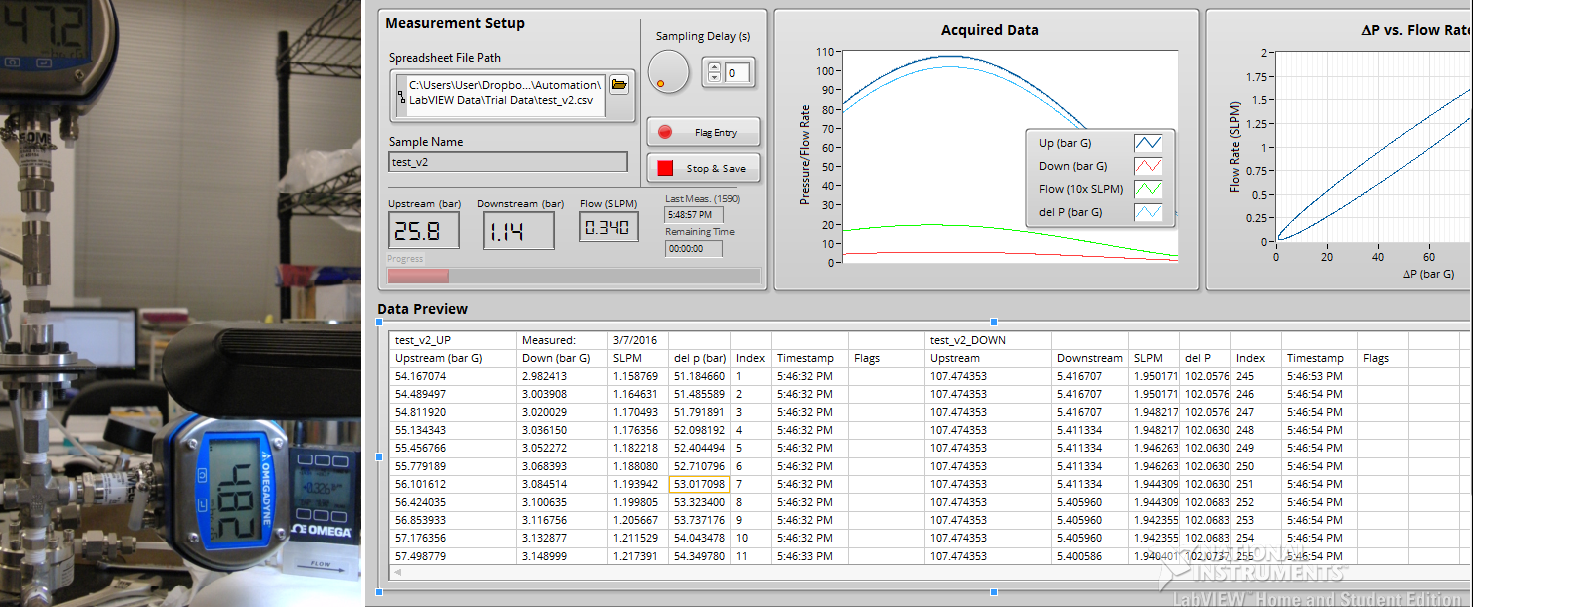 47.2
OMEGADYNE
48.7
OMEGA
FLOW
Measurement Setup
Spreadsheet File Path
C:\Users\User\Dropbo...\Automation\
LabVIEW Data\Trial Data\test_v2.csv
Sample Name
test_v2
Sampling Delay (s)
0
Flag Entry
Stop & Save
Upstream (bar) Downstream (bar) Flow (SLPM)
25.8 1.14 0.340
Last Meas. (1590)
5:48:57 PM
Remaining Time
00:00:00
Progress
Acquired Data
Pressure/Flow Rate
110
100
90
80
70
60
50
40
30
20
10
0
Up (bar G)
Down (bar G)
Flow (10x SLPM)
del P (bar G)
ΔP vs. Flow Rate
Flow Rate (SLPM)
2
1.75
1.5
1.25
1
0.75
0.5
0.25
0
0 20 40 60
ΔP (bar G)
Data Preview
test_v2_UP Measured: 3/7/2016 test_v2_DOWN
Upstream (bar G) Down (bar G) SLPM del p (bar) Index Timestamp Flags Upstream Downstream SLPM del P Index Timestamp Flags
54.167074 2.982413 1.158769 51.184660 1 5:46:32 PM 107.474353 5.416707 1.950171 102.0576 245 5:46:53 PM
54.489497 3.003908 1.164631 51.485589 2 5:46:32 PM 107.474353 5.416707 1.950171 102.0576 246 5:46:54 PM
54.811920 3.020029 1.170493 51.791891 3 5:46:32 PM 107.474353 5.416707 1.948217 102.0576 247 5:46:54 PM
55.134343 3.036150 1.176356 52.098192 4 5:46:32 PM 107.474353 5.411334 1.948217 102.0630 248 5:46:54 PM
55.456766 3.052272 1.182218 52.404494 5 5:46:32 PM 107.474353 5.411334 1.946263 102.0630 249 5:46:54 PM
55.779189 3.068393 1.188080 52.710796 6 5:46:32 PM 107.474353 5.411334 1.946263 102.0630 250 5:46:54 PM
56.101612 3.084514 1.193942 53.017098 7 5:46:32 PM 107.474353 5.411334 1.944309 102.0630 251 5:46:54 PM
56.424035 3.100635 1.199805 53.323400 8 5:46:32 PM 107.474353 5.405960 1.944309 102.0683 252 5:46:54 PM
56.853933 3.116756 1.205667 53.737176 9 5:46:32 PM 107.474353 5.405960 1.942355 102.0683 253 5:46:54 PM
57.176356 3.132877 1.211529 54.043478 10 5:46:32 PM 107.474353 5.405960 1.942355 102.0683 254 5:46:54 PM
57.498779 3.148999 1.217391 54.349780 11 5:46:33 PM 107.474353 5.400586 1.940401 102.0737 255 5:46:54 PM
NATIONAL
INSTRUMENTS
LabVIEW Home and Student Edition